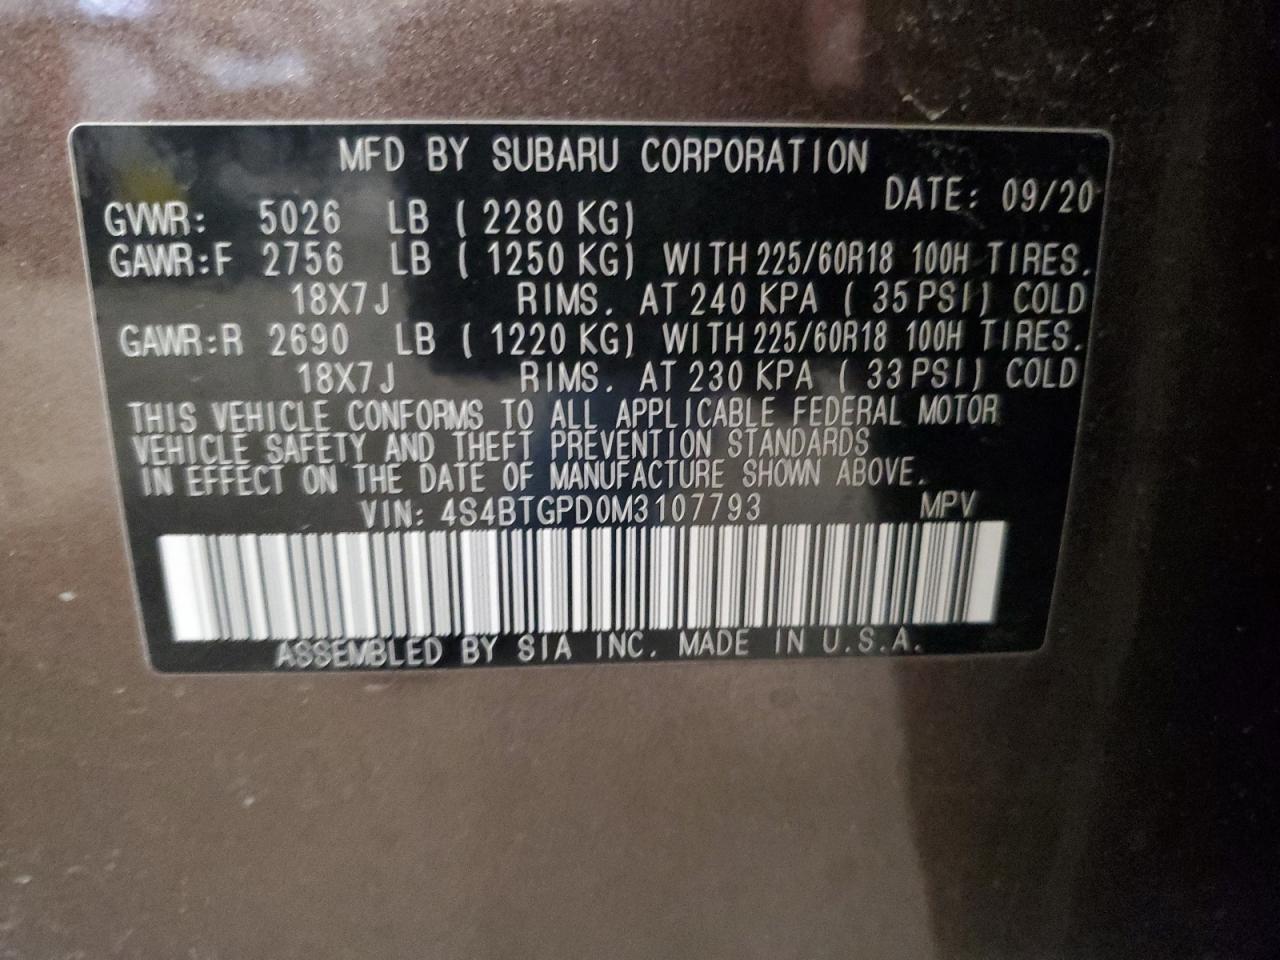 MFD BY SUBARU CORPORATION
DATE: 09/20
GVWR: 5026 LB ( 2280 KG)
GAWR:F 2756 LB ( 1250 KG) WITH 225/60R18 100H TIRES.
18X7J RIMS. AT 240 KPA ( 35 PSI) COLD
GAWR:R 2690 LB ( 1220 KG) WITH 225/60R18 100H TIRES.
18X7J RIMS. AT 230 KPA ( 33 PSI) COLD
THIS VEHICLE CONFORMS TO ALL APPLICABLE FEDERAL MOTOR
VEHICLE SAFETY AND THEFT PREVENTION STANDARDS
IN EFFECT ON THE DATE OF MANUFACTURE SHOWN ABOVE.
VIN: 4S4BTGPD0M3107793 MPV
ASSEMBLED BY SIA INC. MADE IN U.S.A.